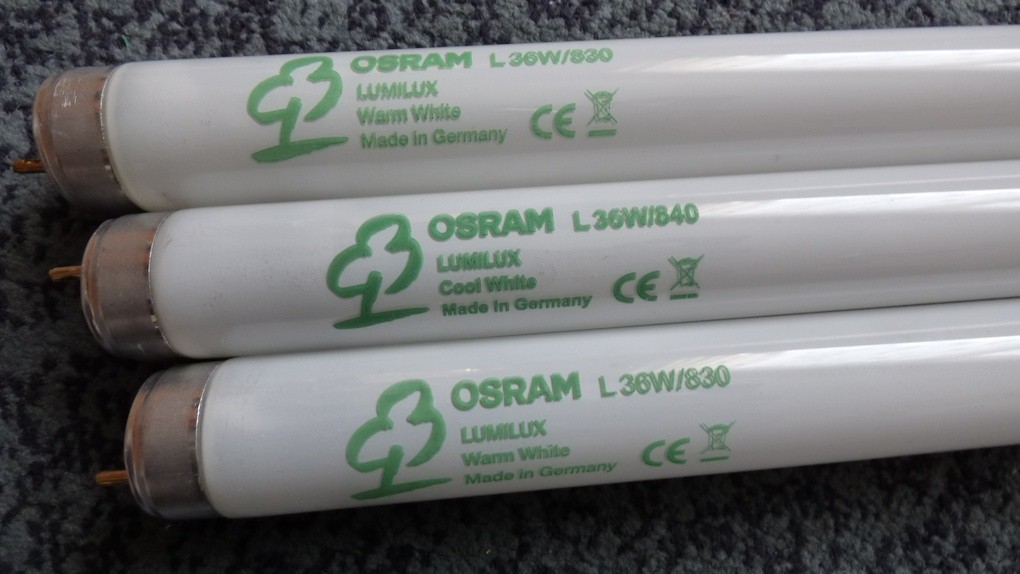 OSRAM L 36W/830
LUMILUX
Warm White
Made in Germany CE
OSRAM L 36W/840
LUMILUX
Cool White
Made in Germany CE
OSRAM L 36W/830
LUMILUX
Warm White
Made in Germany CE